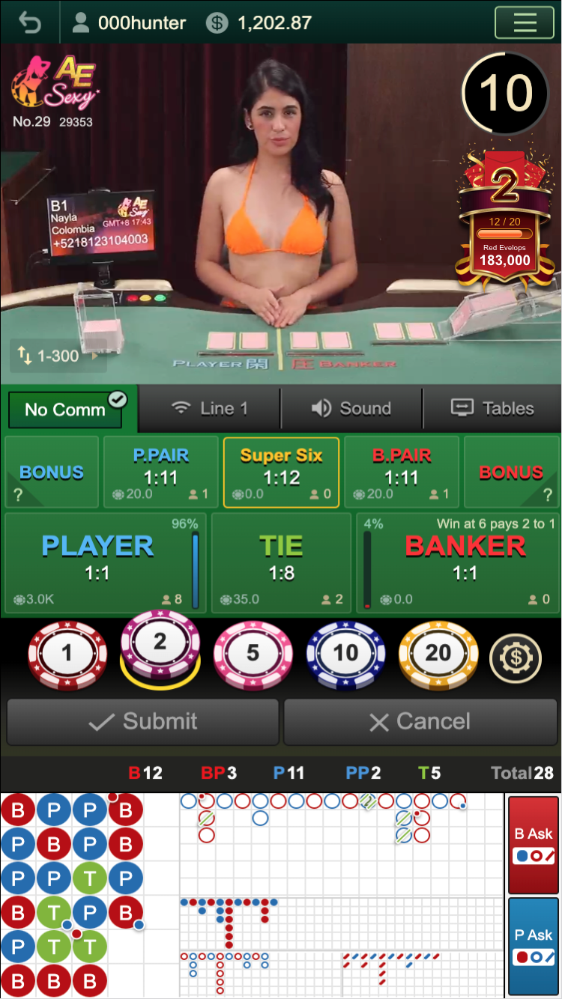 000hunter 1,202.87
AE
Sexy
No.29 29353
10
2
12 / 20
Red Evelops
183,000
B1
Nayla
Colombia
GMT+8 17:43
+5218123104003
AE
Sexy
1-300
PLAYER 閑 庄 BANKER
No Comm
Line 1
Sound
Tables
BONUS
?
P.PAIR
1:11
20.0 1
Super Six
1:12
0.0 0
B.PAIR
1:11
20.0 1
BONUS
?
96%
PLAYER
1:1
3.0K 8
TIE
1:8
35.0 2
4% Win at 6 pays 2 to 1
BANKER
1:1
0.0 0
1 2 5 10 20 $
Submit
Cancel
B12 BP3 P11 PP2 T5 Total28
B P P B
P B P B
P P T P
B T P B
P T T
B B B
2
B Ask
P Ask